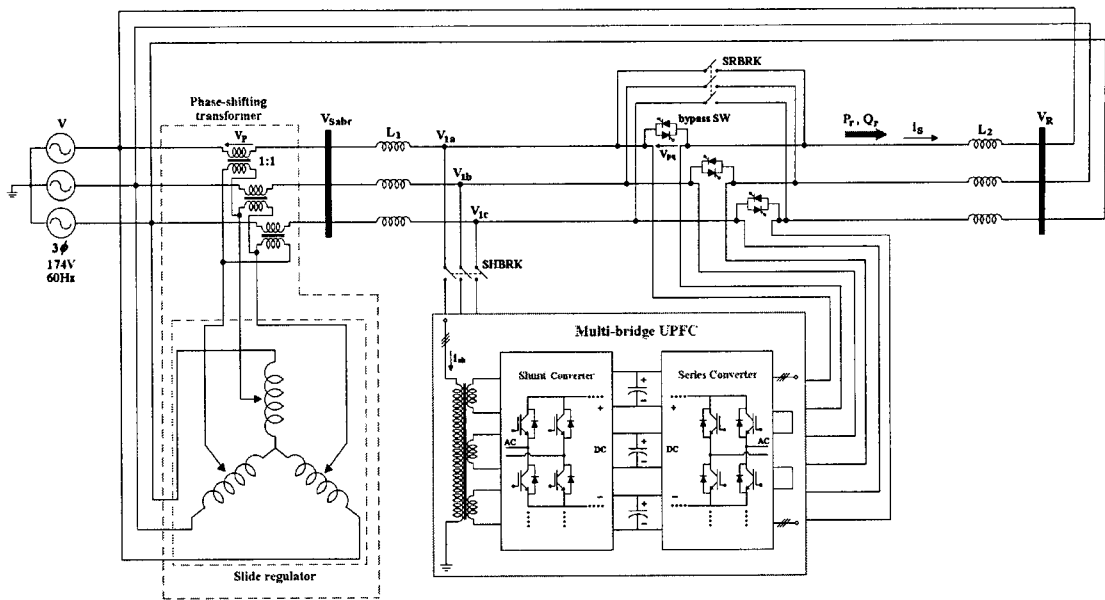 SRBRK
Phase-shifting
transformer
V
V_P
1:1
V_Sabr
L_1
V_1a
bypass SW
V_pq
P_r , Q_r
i_S
L_2
V_R
V_1b
V_1c
3ϕ
174V
60Hz
SHBRK
Multi-bridge UPFC
i_sh
Shunt Converter
Series Converter
+
−
+
+
AC
DC
+
−
DC
AC
−
+
−
−
Slide regulator